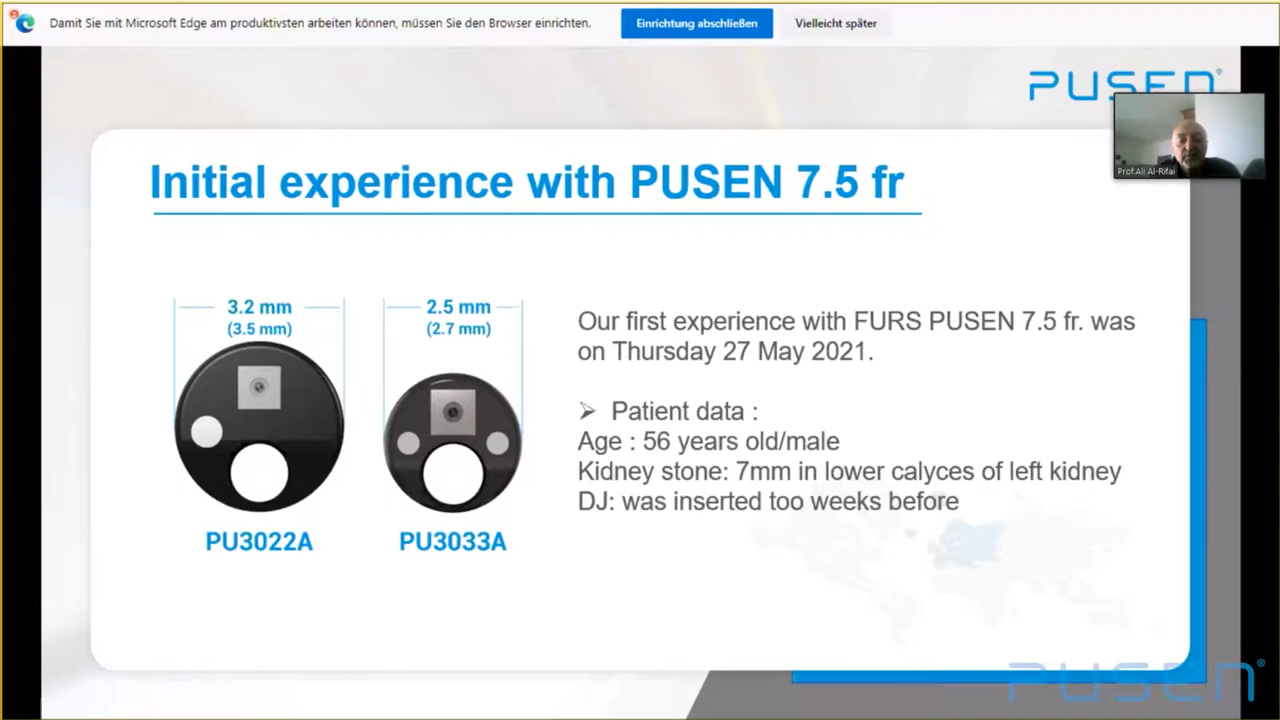 Damit Sie mit Microsoft Edge am produktivsten arbeiten können, müssen Sie den Browser einrichten.
Einrichtung abschließen
Vielleicht später
PUSEN®
Prof.Ali Al-Rifai
Initial experience with PUSEN 7.5 fr
3.2 mm
(3.5 mm)
2.5 mm
(2.7 mm)
PU3022A
PU3033A
Our first experience with FURS PUSEN 7.5 fr. was
on Thursday 27 May 2021.
➢ Patient data :
Age : 56 years old/male
Kidney stone: 7mm in lower calyces of left kidney
DJ: was inserted too weeks before
PUSEN®